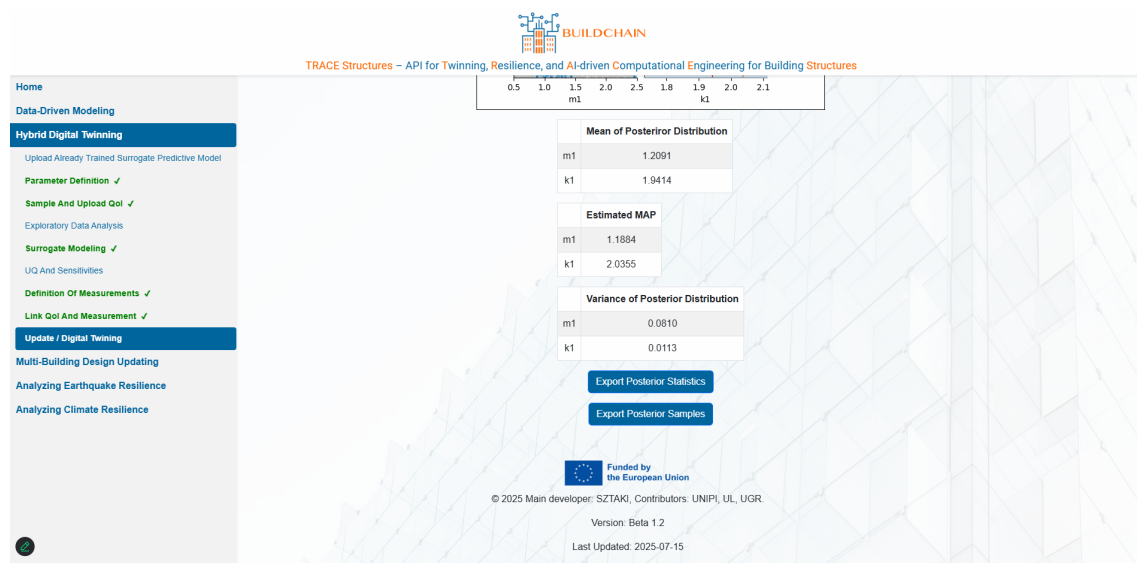 BUILDCHAIN
TRACE Structures – API for Twinning, Resilience, and AI-driven Computational Engineering for Building Structures
Home
Data-Driven Modeling
Hybrid Digital Twinning
Upload Already Trained Surrogate Predictive Model
Parameter Definition ✓
Sample And Upload QoI ✓
Exploratory Data Analysis
Surrogate Modeling ✓
UQ And Sensitivities
Definition Of Measurements ✓
Link QoI And Measurement ✓
Update / Digital Twining
Multi-Building Design Updating
Analyzing Earthquake Resilience
Analyzing Climate Resilience
0.5 1.0 1.5 2.0 2.5 1.8 1.9 2.0 2.1
m1 k1
Mean of Posteriror Distribution
m1 1.2091
k1 1.9414
Estimated MAP
m1 1.1884
k1 2.0355
Variance of Posterior Distribution
m1 0.0810
k1 0.0113
Export Posterior Statistics
Export Posterior Samples
Funded by
the European Union
© 2025 Main developer: SZTAKI, Contributors: UNIPI, UL, UGR.
Version: Beta 1.2
Last Updated: 2025-07-15